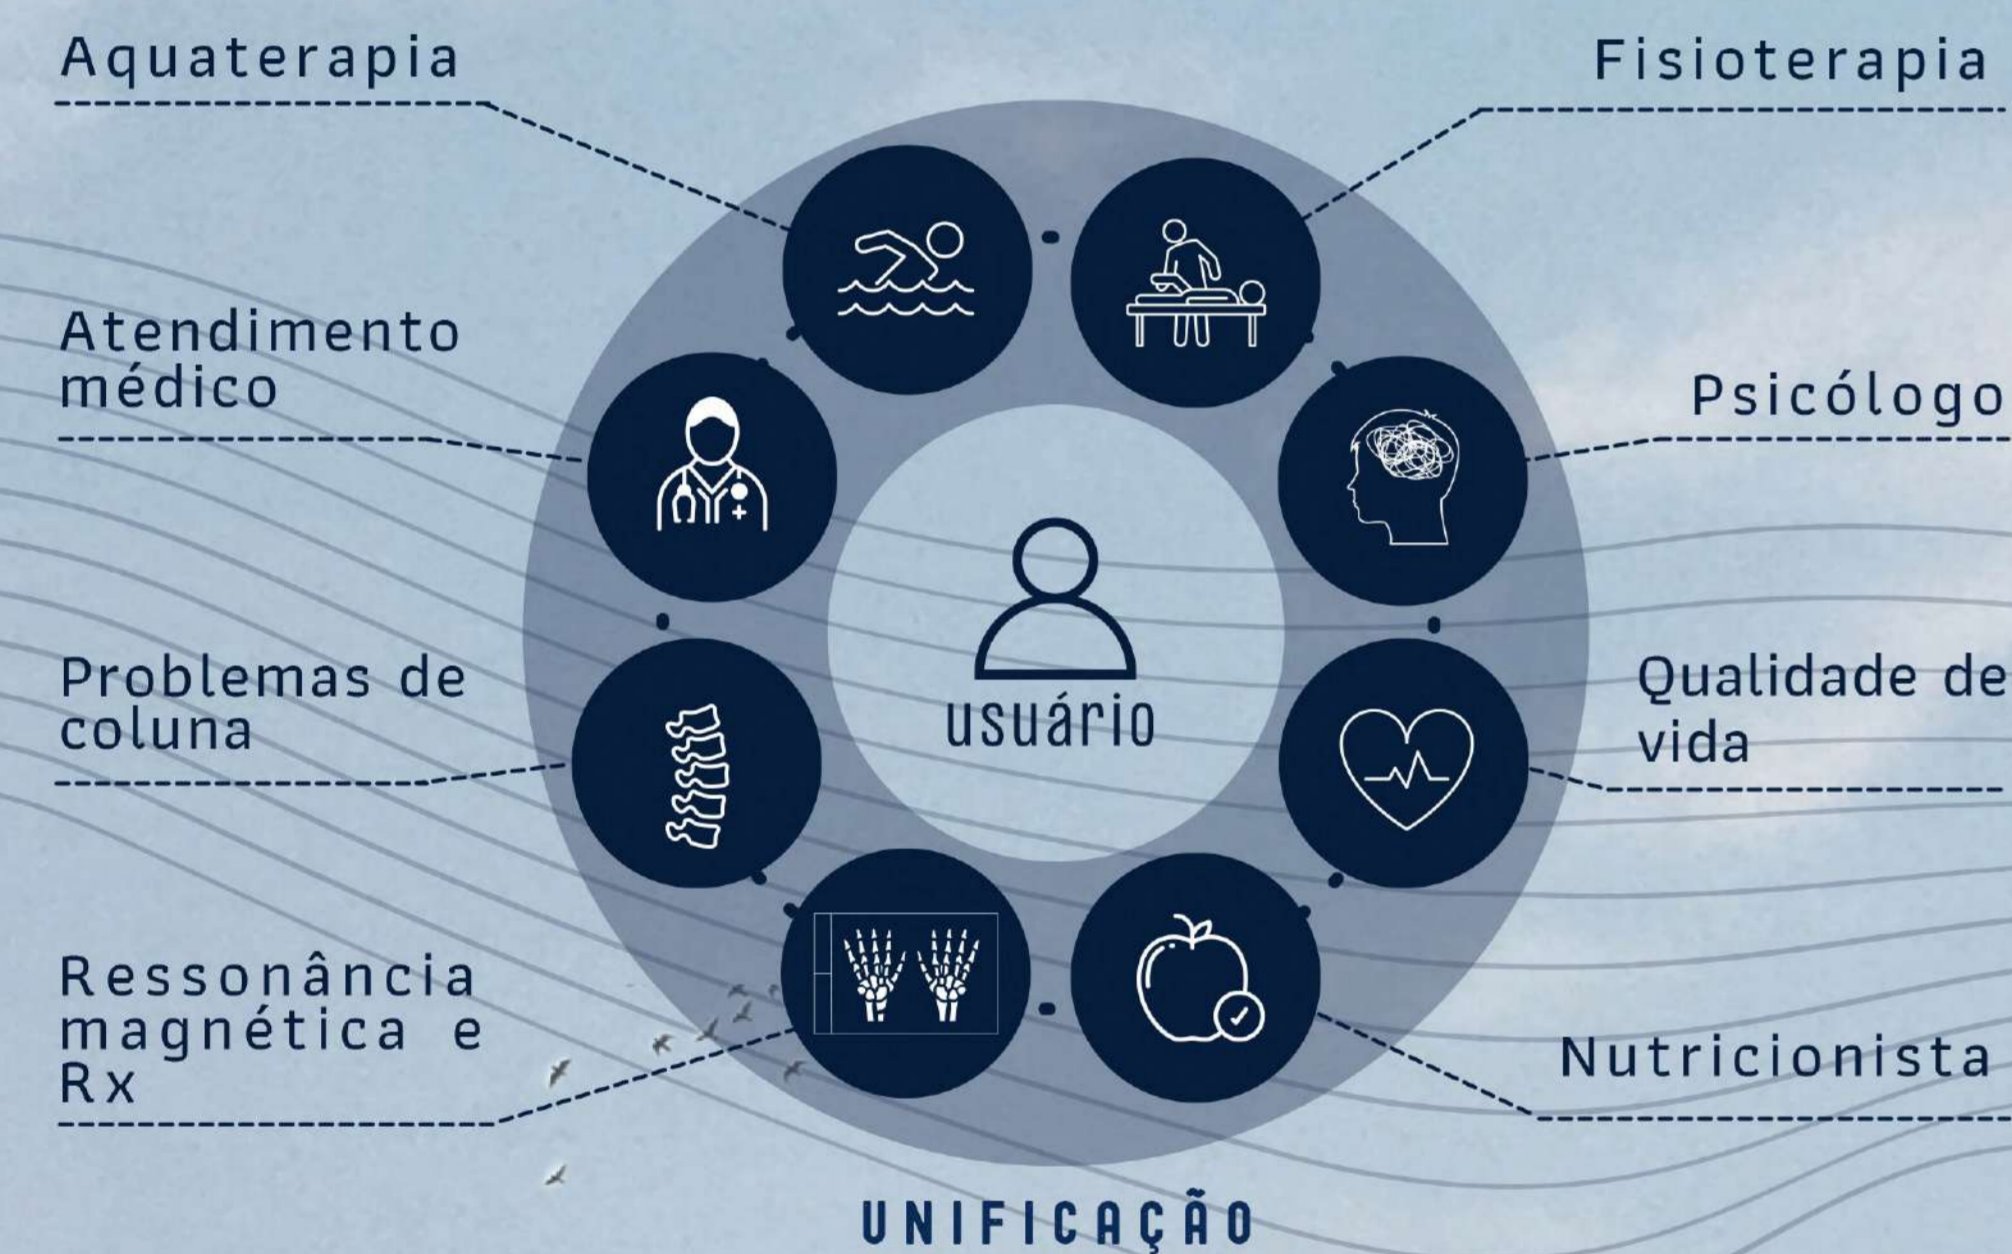 Aquaterapia
Fisioterapia
Atendimento
médico
Psicólogo
Problemas de
coluna
usuário
Qualidade de
vida
Ressonância
magnética e
Rx
Nutricionista
UNIFICAÇÃO